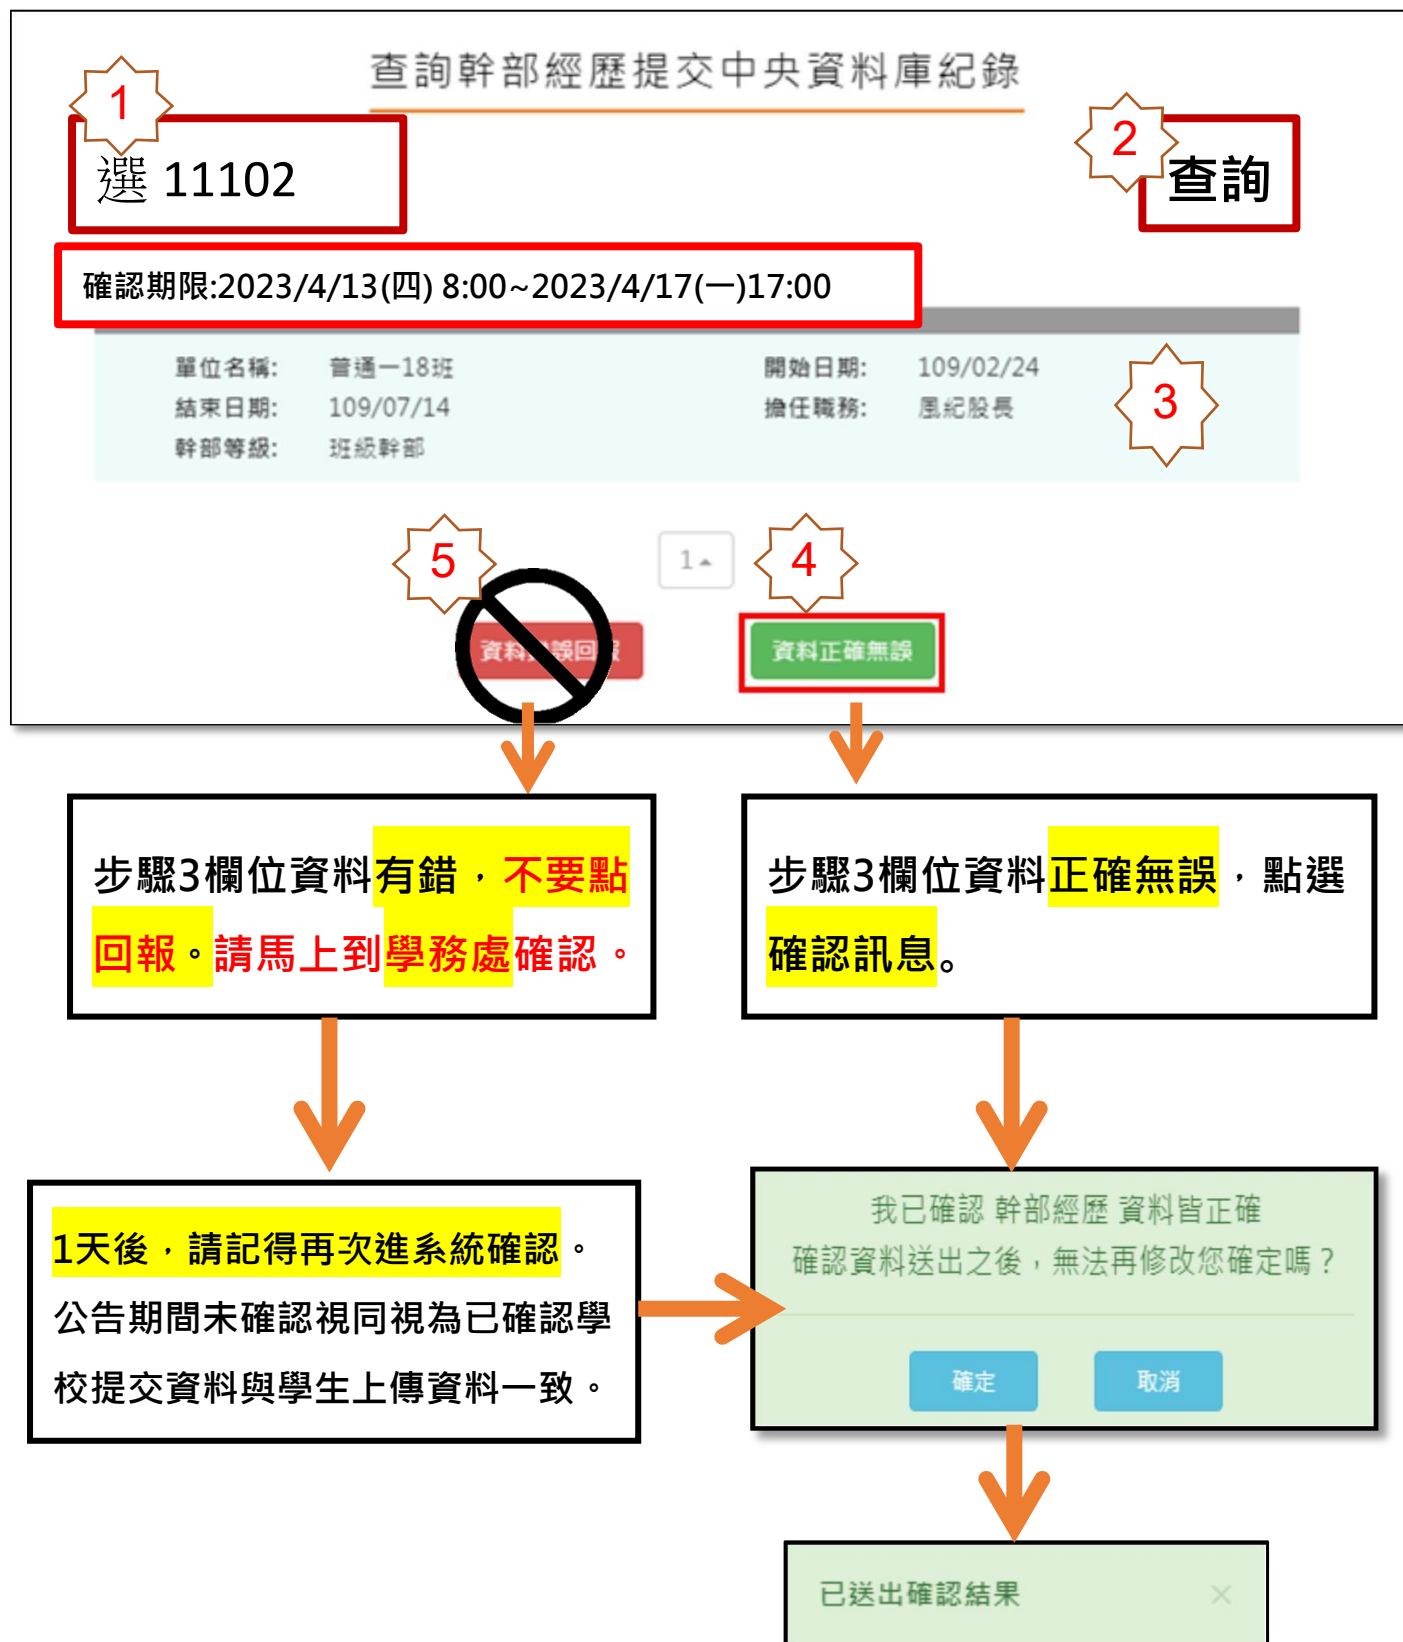 查詢幹部經歷提交中央資料庫紀錄
1
2
選 11102
查詢
確認期限:2023/4/13(四) 8:00~2023/4/17(一)17:00
單位名稱: 普通一18班 開始日期: 109/02/24
結束日期: 109/07/14 擔任職務: 風紀股長
幹部等級: 班級幹部
3
5
1
4
資料 誤回
資料正確無誤
步驟3欄位資料有錯，不要點
回報。請馬上到學務處確認。
步驟3欄位資料正確無誤，點選
確認訊息。
1天後，請記得再次進系統確認。
公告期間未確認視同視為已確認學
校提交資料與學生上傳資料一致。
我已確認 幹部經歷 資料皆正確
確認資料送出之後，無法再修改您確定嗎？
確定 取消
已送出確認結果 ×